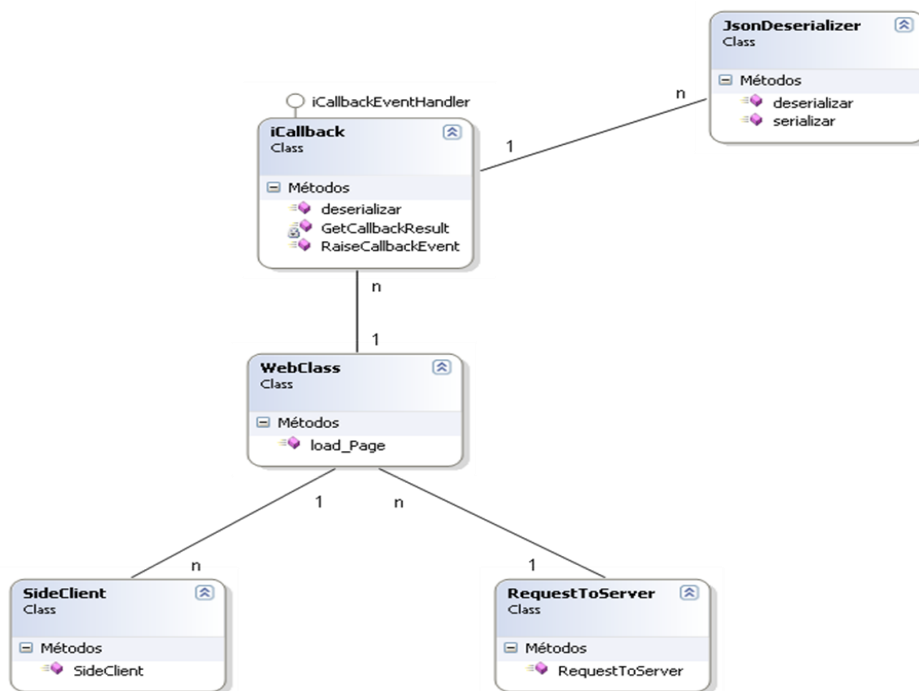 JsonDeserializer
Class
Métodos
deserializar
serializar
n
1
iCallbackEventHandler
iCallback
Class
Métodos
deserializar
GetCallbackResult
RaiseCallbackEvent
n
1
WebClass
Class
Métodos
load_Page
1
n
n
1
SideClient
Class
Métodos
SideClient
RequestToServer
Class
Métodos
RequestToServer